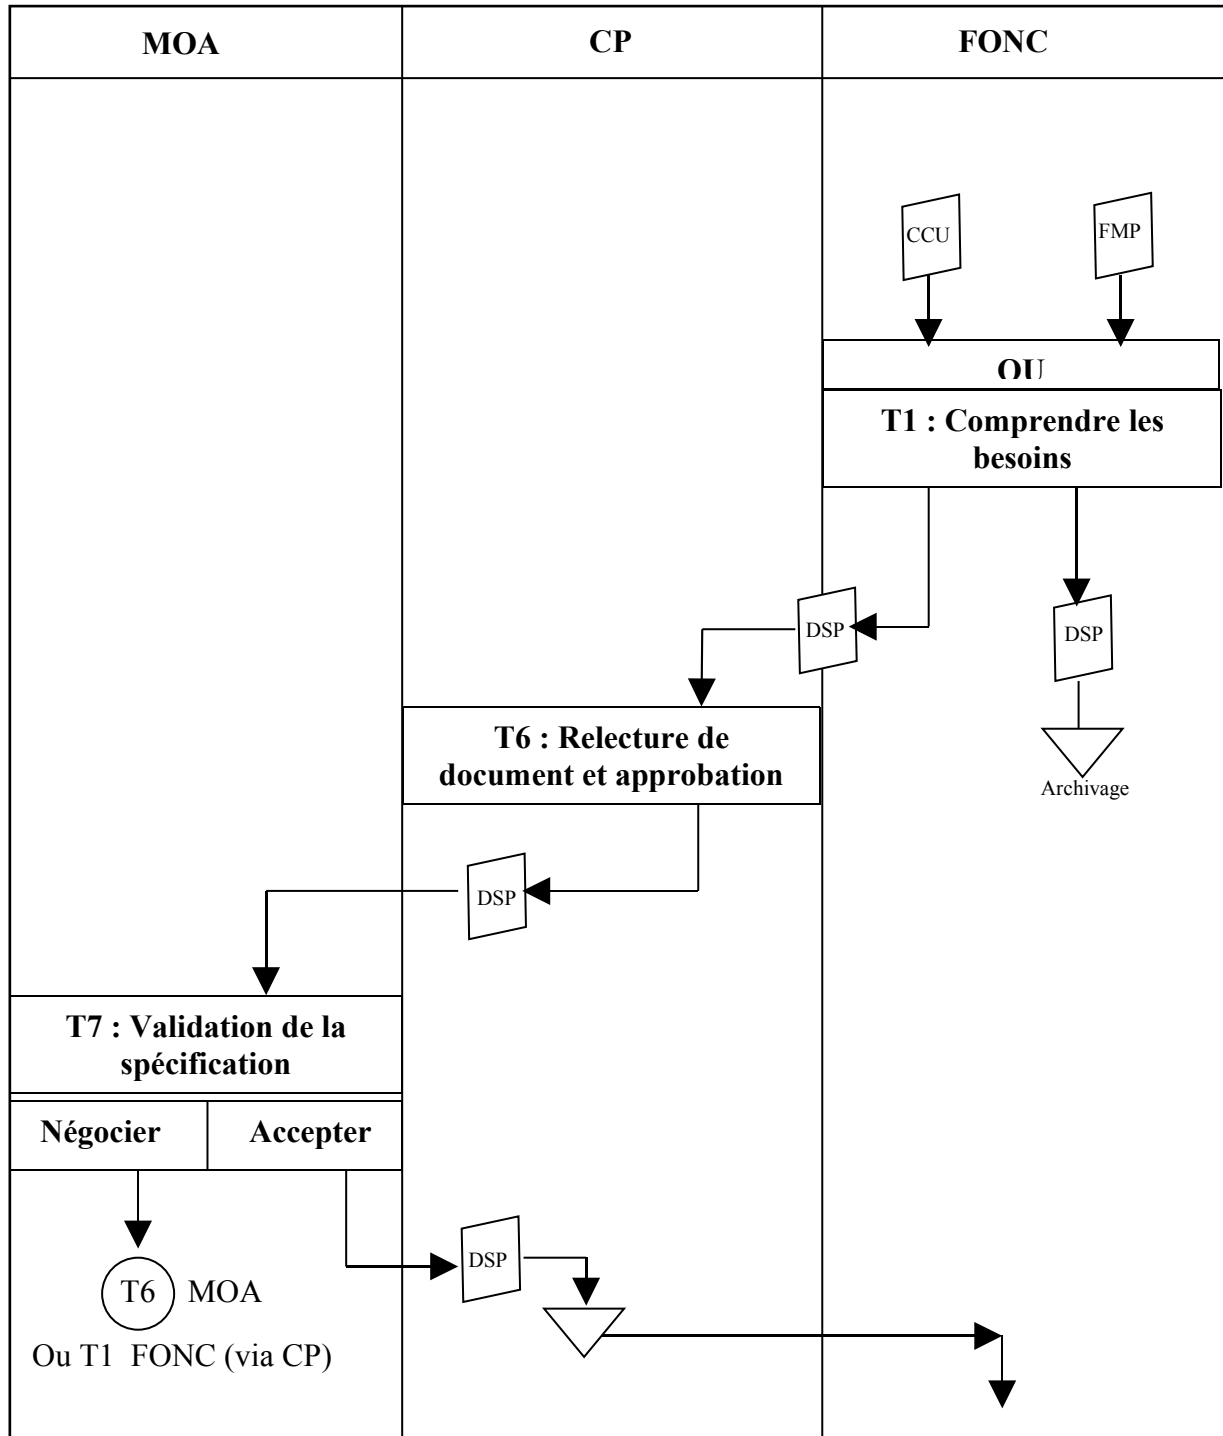 MOA
CP
FONC
CCU
FMP
OU
T1 : Comprendre les
besoins
DSP
DSP
T6 : Relecture de
document et approbation
Archivage
DSP
T7 : Validation de la
spécification
Négocier
Accepter
DSP
T6 MOA
Ou T1 FONC (via CP)